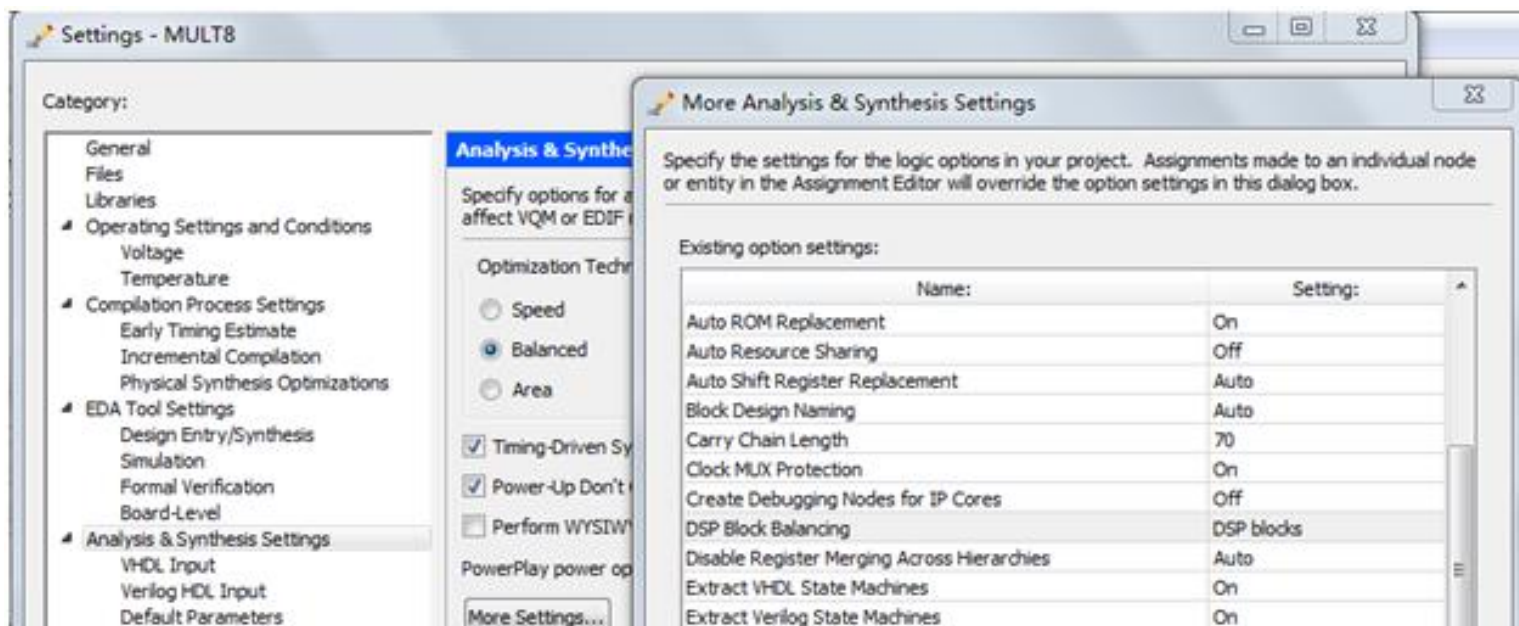 Settings - MULT8
Category:
General
Files
Libraries
Operating Settings and Conditions
Voltage
Temperature
Compilation Process Settings
Early Timing Estimate
Incremental Compilation
Physical Synthesis Optimizations
EDA Tool Settings
Design Entry/Synthesis
Simulation
Formal Verification
Board-Level
Analysis & Synthesis Settings
VHDL Input
Verilog HDL Input
Default Parameters
Analysis & Synthe
Specify options for a
affect VQM or EDIF
Optimization Techn
Speed
Balanced
Area
Timing-Driven Sy
Power-Up Don't
Perform WYSIW
PowerPlay power op
More Settings...
More Analysis & Synthesis Settings
Specify the settings for the logic options in your project. Assignments made to an individual node
or entity in the Assignment Editor will override the option settings in this dialog box.
Existing option settings:
Name: Setting:
Auto ROM Replacement On
Auto Resource Sharing Off
Auto Shift Register Replacement Auto
Block Design Naming Auto
Carry Chain Length 70
Clock MUX Protection On
Create Debugging Nodes for IP Cores Off
DSP Block Balancing DSP blocks
Disable Register Merging Across Hierarchies Auto
Extract VHDL State Machines On
Extract Verilog State Machines On